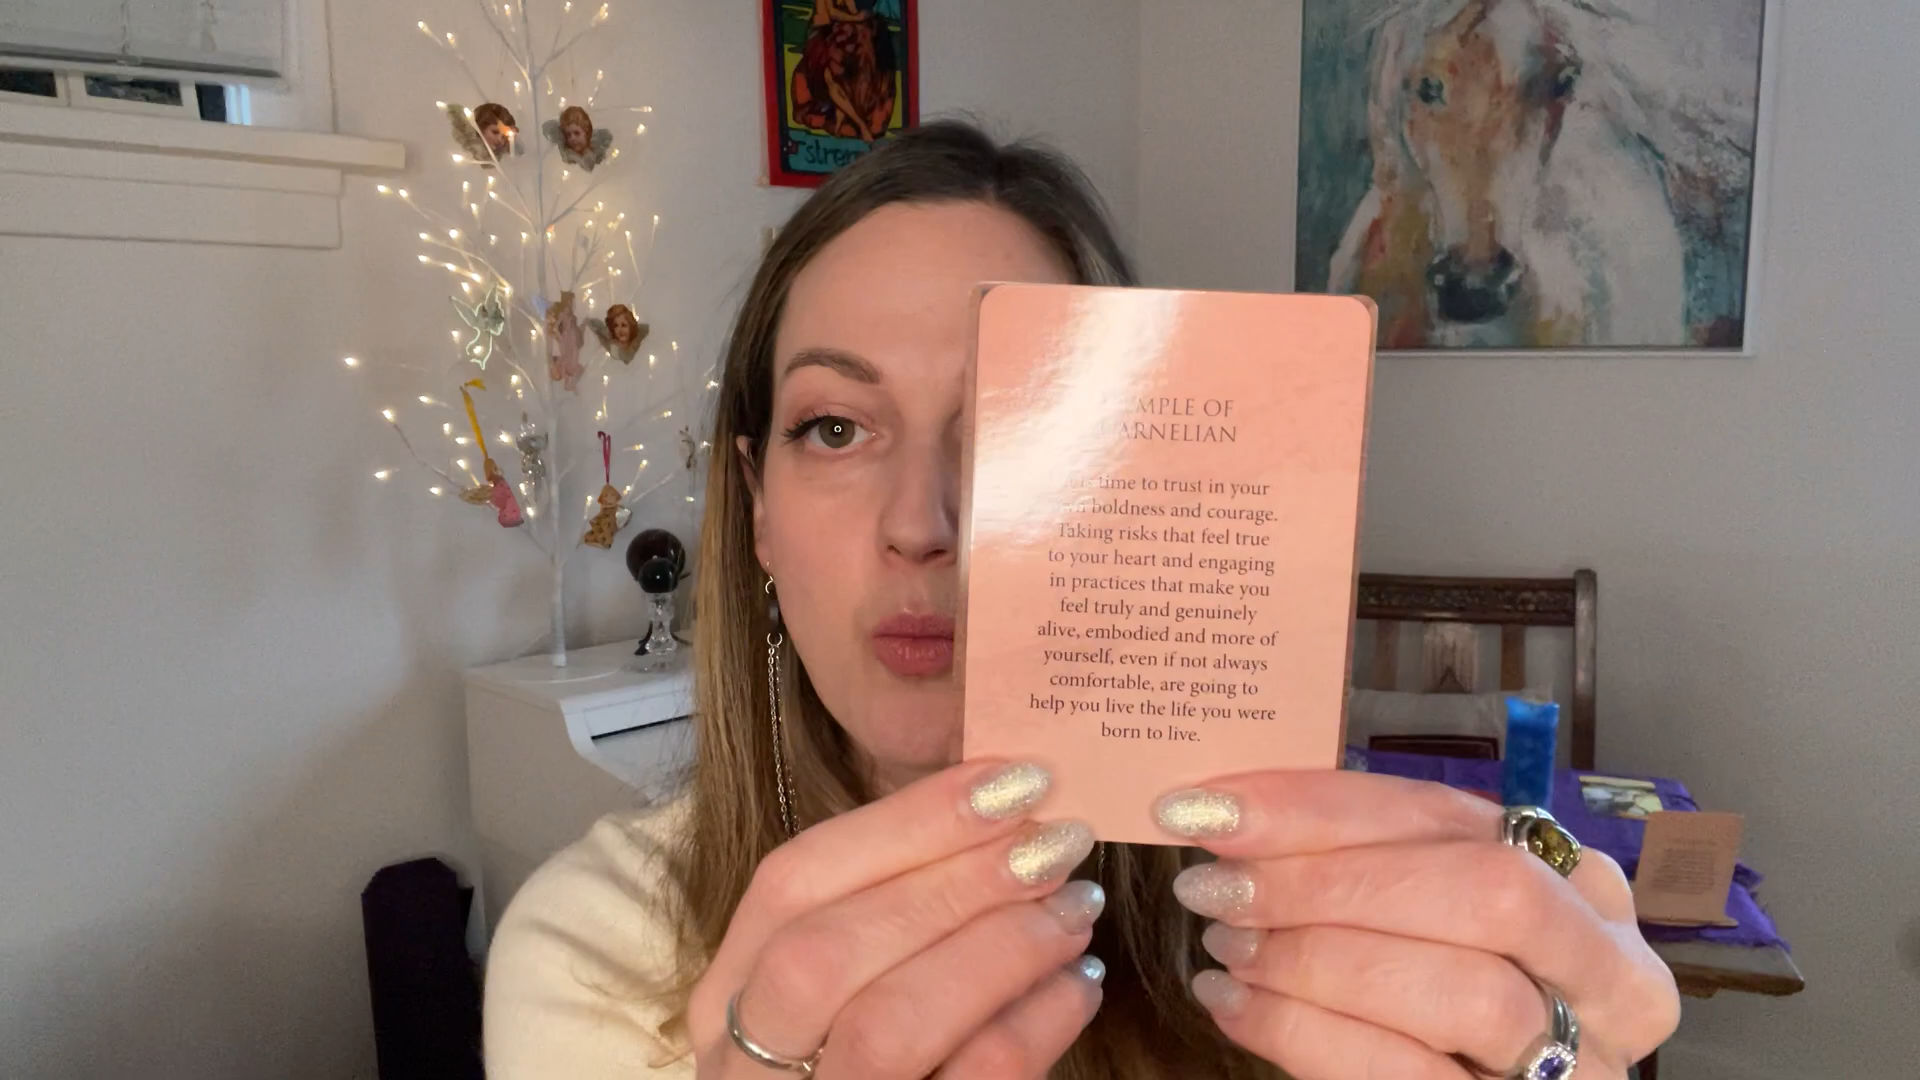 "stren
MPLE OF
ARNELIAN
time to trust in your
boldness and courage.
Taking risks that feel true
to your heart and engaging
in practices that make you
feel truly and genuinely
alive, embodied and more of
yourself, even if not always
comfortable, are going to
help you live the life you were
born to live.